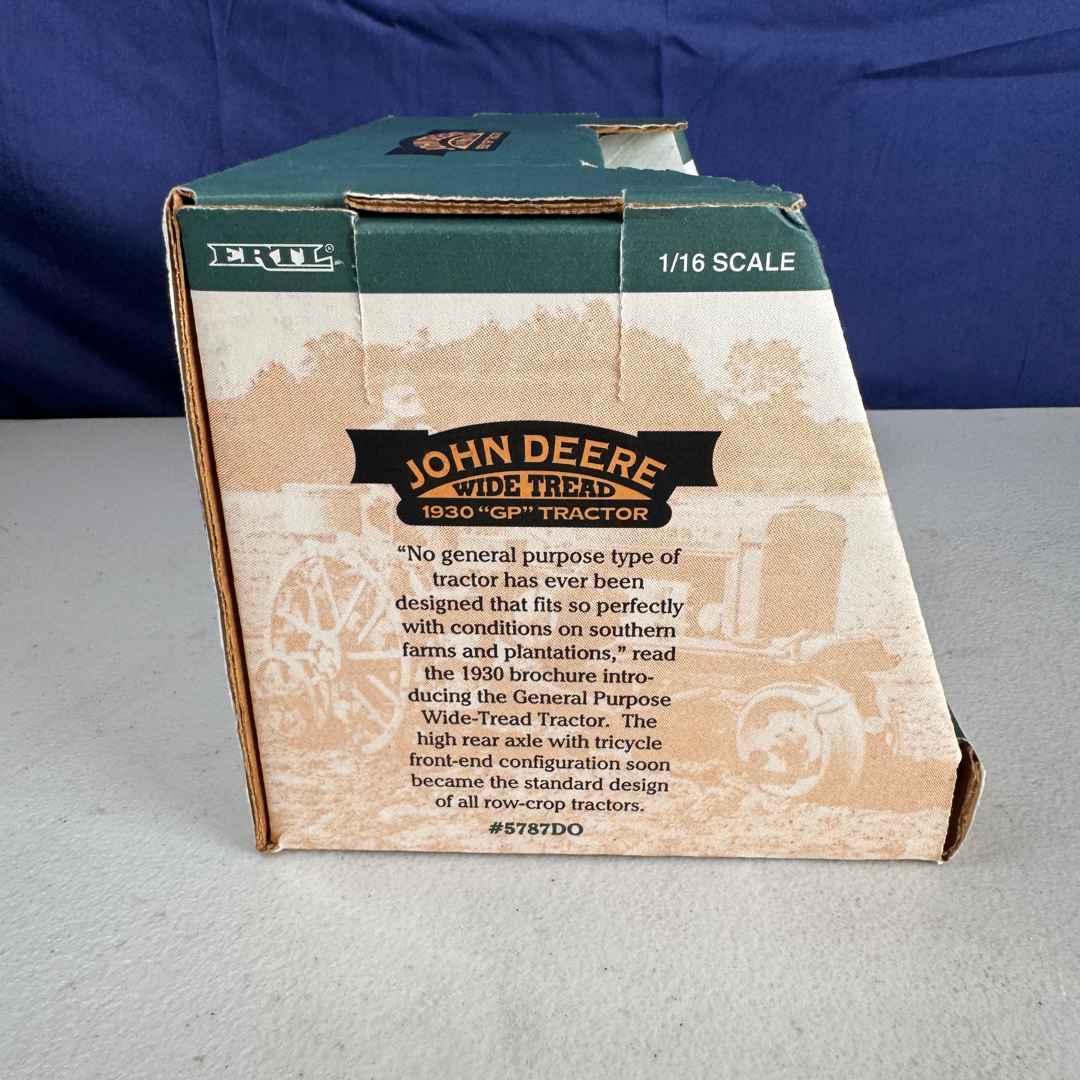 ERTL®
1/16 SCALE
JOHN DEERE
WIDE TREAD
1930 “GP” TRACTOR
“No general purpose type of
tractor has ever been
designed that fits so perfectly
with conditions on southern
farms and plantations,” read
the 1930 brochure intro-
ducing the General Purpose
Wide-Tread Tractor. The
high rear axle with tricycle
front-end configuration soon
became the standard design
of all row-crop tractors.
#5787DO